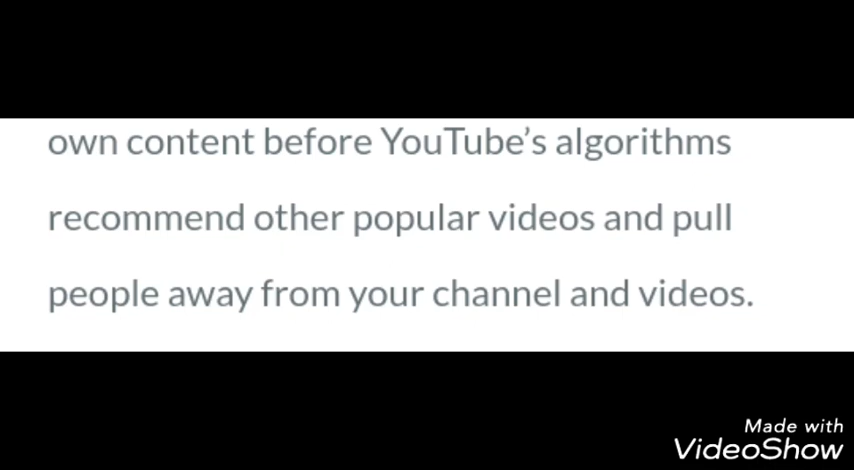 own content before YouTube’s algorithms
recommend other popular videos and pull
people away from your channel and videos.
Made with
VideoShow